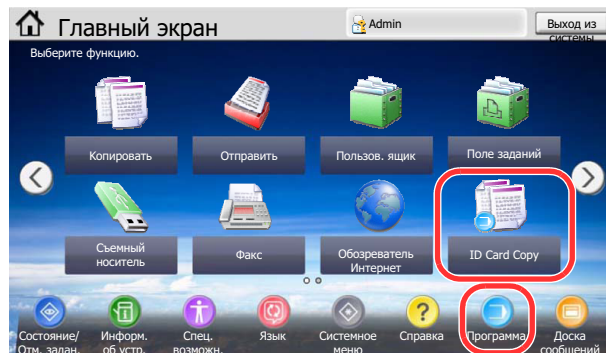 Главный экран
Admin
Выход из
системы
Выберите функцию.
Копировать
Отправить
Пользов. ящик
Поле заданий
Съемный
носитель
Факс
Обозреватель
Интернет
ID Card Copy
Состояние/
Отм. задан.
Информ.
об устр.
Спец.
возможн.
Язык
Системное
меню
Справка
Программа
Доска
сообщений